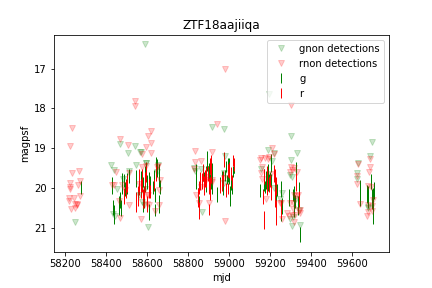 ZTF18aajiiqa
gnon detections
rnon detections
g
r
magpsf
17
18
19
20
21
58200 58400 58600 58800 59000 59200 59400 59600
mjd